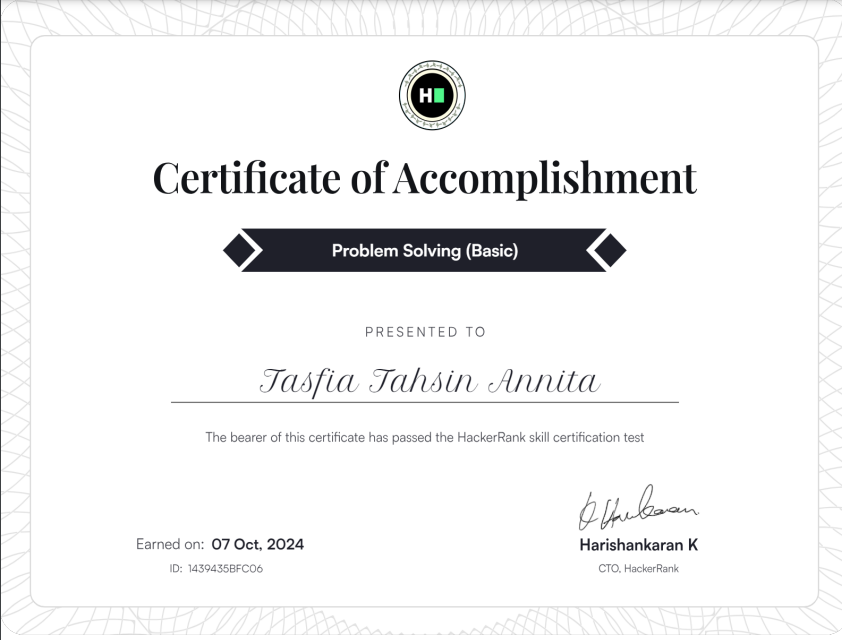 H
Certificate of Accomplishment
Problem Solving (Basic)
PRESENTED TO
Tasfia Tahsin Annita
The bearer of this certificate has passed the HackerRank skill certification test
Earned on: 07 Oct, 2024
ID: 1439435BFC06
Harishankaran K
CTO, HackerRank